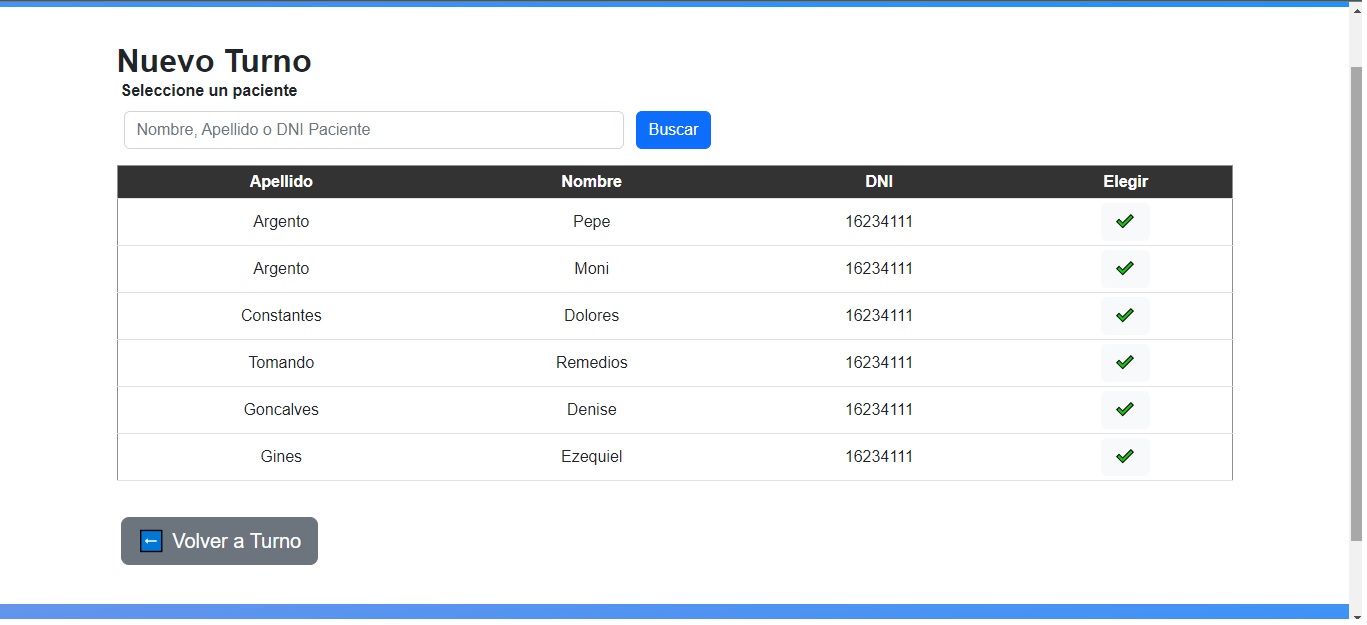 Nuevo Turno
Seleccione un paciente
Nombre, Apellido o DNI Paciente Buscar
Apellido Nombre DNI Elegir
Argento Pepe 16234111
Argento Moni 16234111
Constantes Dolores 16234111
Tomando Remedios 16234111
Goncalves Denise 16234111
Gines Ezequiel 16234111
Volver a Turno